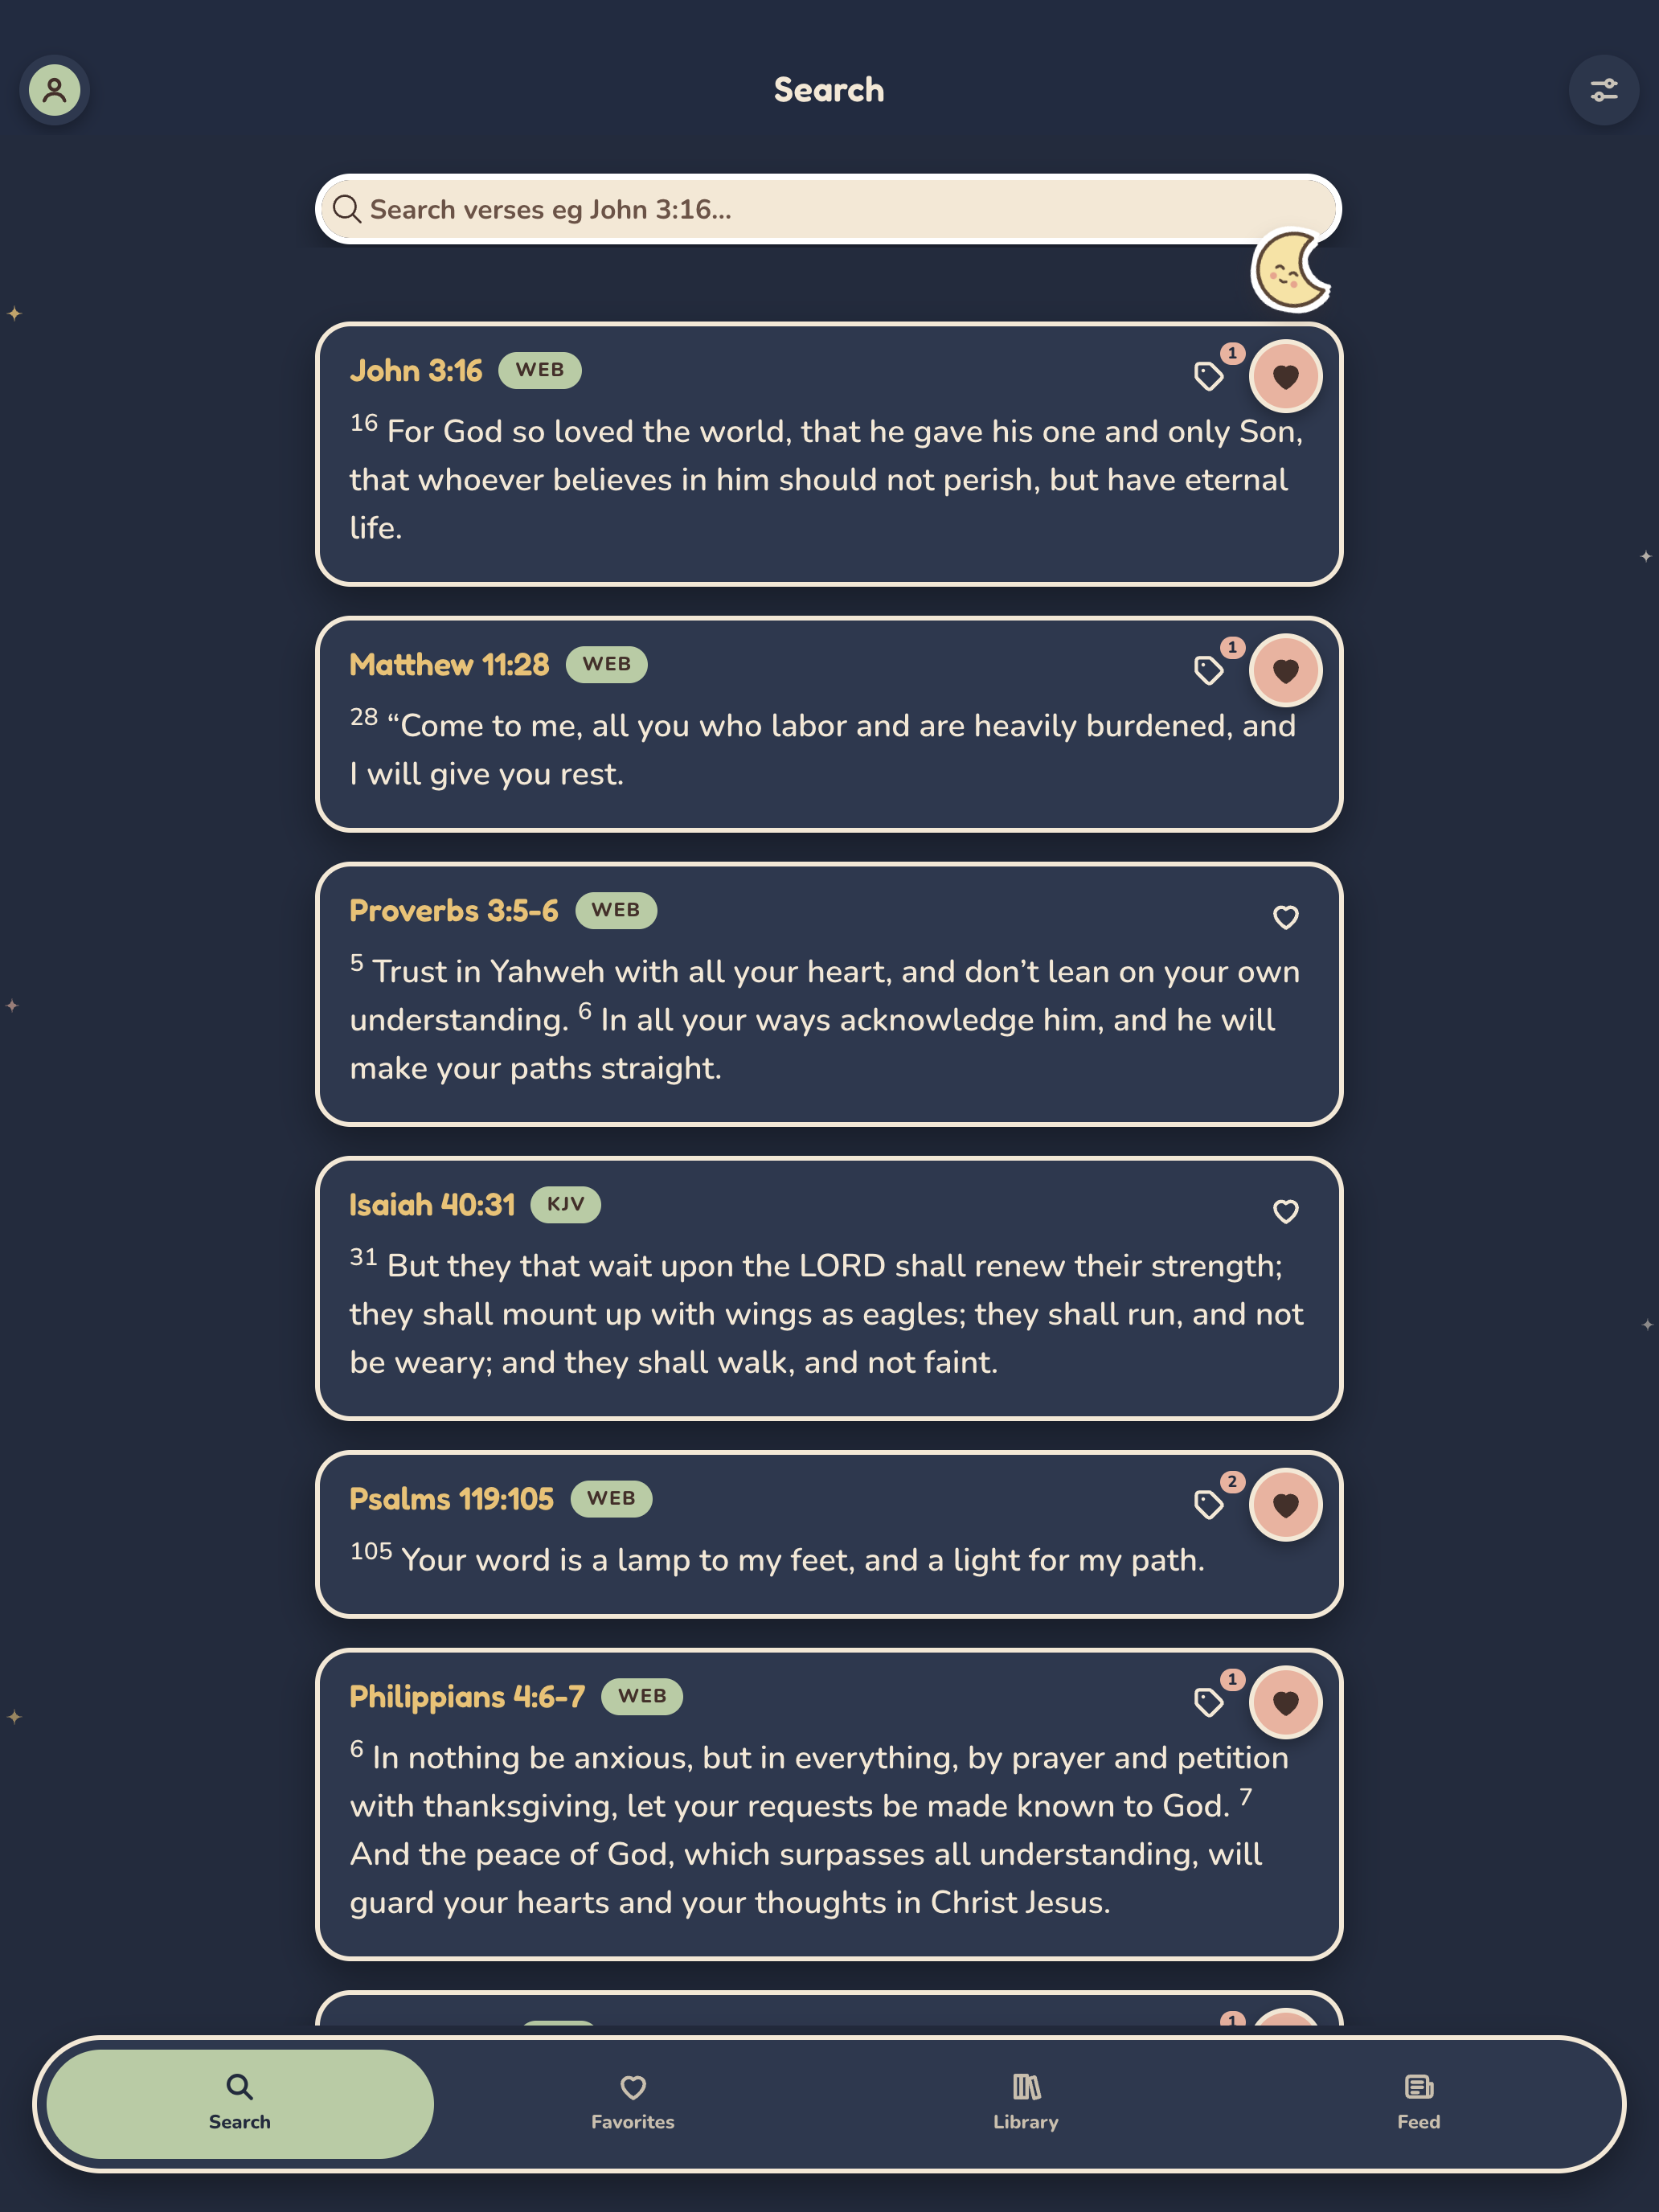 Search
Search verses eg John 3:16...
John 3:16 WEB 1
16 For God so loved the world, that he gave his one and only Son,
that whoever believes in him should not perish, but have eternal
life.
Matthew 11:28 WEB 1
28 “Come to me, all you who labor and are heavily burdened, and
I will give you rest.
Proverbs 3:5-6 WEB
5 Trust in Yahweh with all your heart, and don’t lean on your own
understanding. 6 In all your ways acknowledge him, and he will
make your paths straight.
Isaiah 40:31 KJV
31 But they that wait upon the LORD shall renew their strength;
they shall mount up with wings as eagles; they shall run, and not
be weary; and they shall walk, and not faint.
Psalms 119:105 WEB 2
105 Your word is a lamp to my feet, and a light for my path.
Philippians 4:6-7 WEB 1
6 In nothing be anxious, but in everything, by prayer and petition
with thanksgiving, let your requests be made known to God. 7
And the peace of God, which surpasses all understanding, will
guard your hearts and your thoughts in Christ Jesus.
1
Search Favorites Library Feed